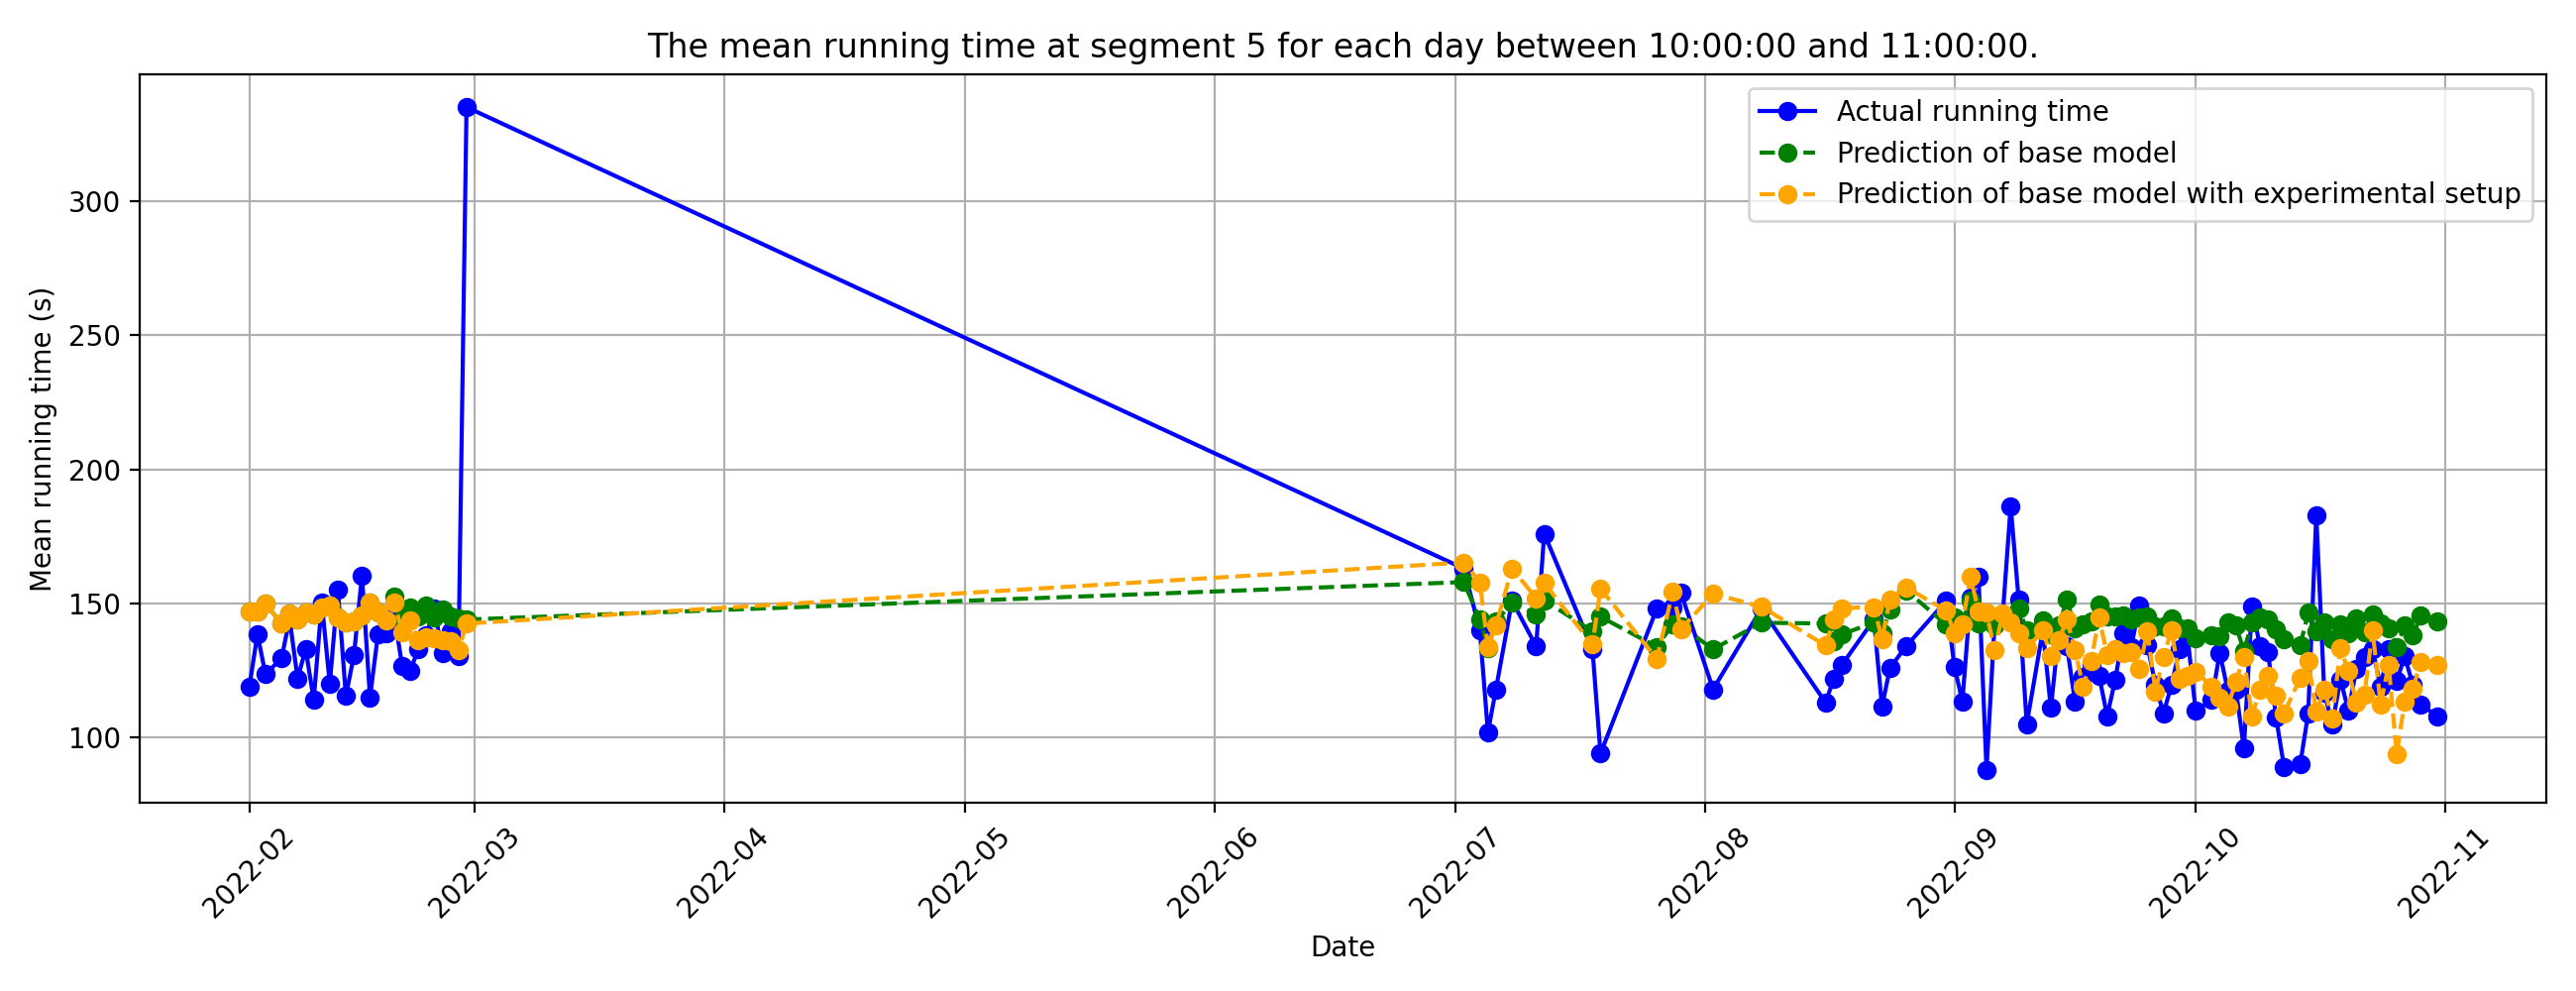 The mean running time at segment 5 for each day between 10:00:00 and 11:00:00.
Actual running time
Prediction of base model
Prediction of base model with experimental setup
Mean running time (s)
300
250
200
150
100
2022-02
2022-03
2022-04
2022-05
2022-06
2022-07
2022-08
2022-09
2022-10
2022-11
Date